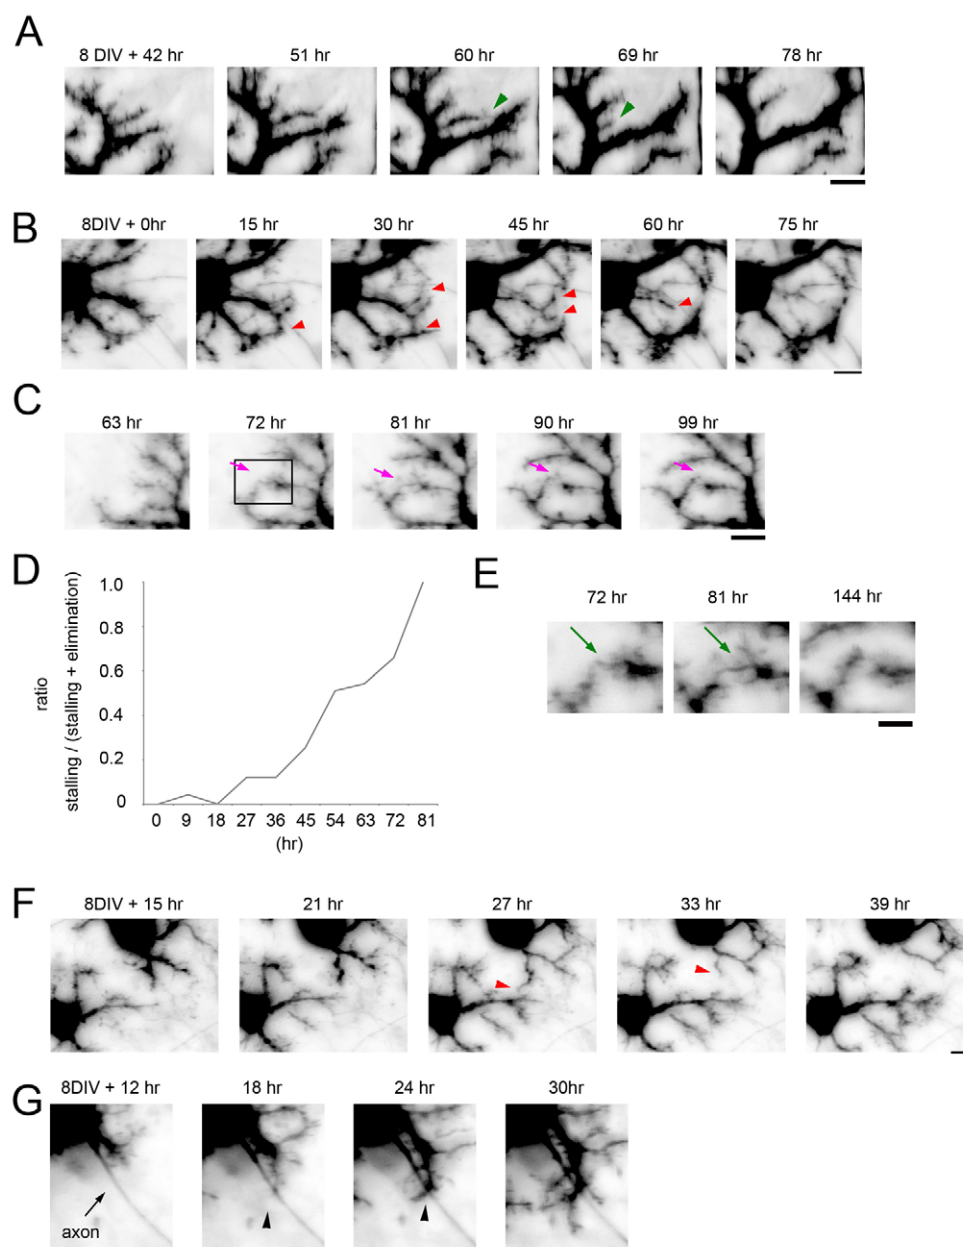 A
8 DIV + 42 hr 51 hr 60 hr 69 hr 78 hr
B
8DIV + 0hr 15 hr 30 hr 45 hr 60 hr 75 hr
C
63 hr 72 hr 81 hr 90 hr 99 hr
D
ratio
stalling / (stalling + elimination)
1.0
0.8
0.6
0.4
0.2
0
0 9 18 27 36 45 54 63 72 81
(hr)
E
72 hr 81 hr 144 hr
F
8DIV + 15 hr 21 hr 27 hr 33 hr 39 hr
G
8DIV + 12 hr 18 hr 24 hr 30hr
axon